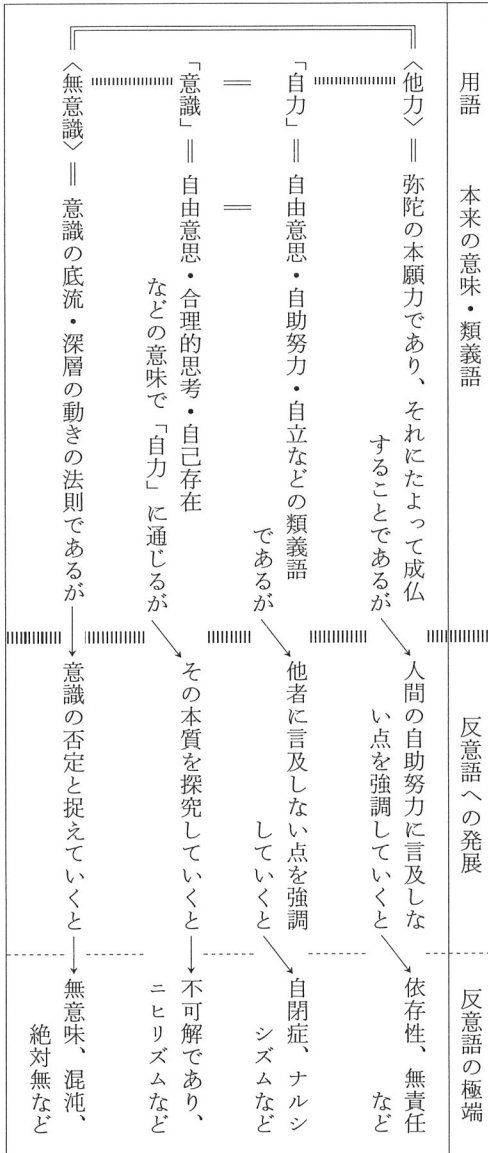 用語
本来の意味・類義語
反意語への発展
反意語の極端
〈他力〉＝弥陀の本願力であり、それにたよって成仏
することであるが
人間の自助努力に言及しな
い点を強調していくと
依存性、無責任
など
「自力」＝自由意思・自助努力・自立などの類義語
であるが
他者に言及しない点を強調
していくと
自閉症、ナルシ
シズムなど
「意識」＝自由意思・合理的思考・自己存在
などの意味で「自力」に通じるが
その本質を探究していくと
不可解であり、
ニヒリズムなど
〈無意識〉＝意識の底流・深層の動きの法則であるが
意識の否定と捉えていくと
無意味、混沌、
絶対無など